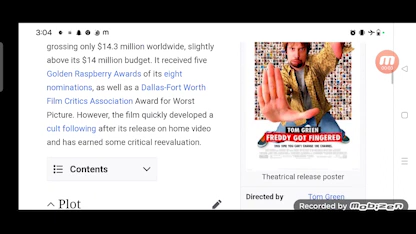 3:04
m
grossing only $14.3 million worldwide, slightly
above its $14 million budget. It received five
Golden Raspberry Awards of its eight
nominations, as well as a Dallas-Fort Worth
Film Critics Association Award for Worst
Picture. However, the film quickly developed a
cult following after its release on home video
and has earned some critical reevaluation.
Contents
Plot
TOM GREEN
FREDDY GOT FINGERED
Theatrical release poster
Directed by Tom Green
Recorded by Mobizen